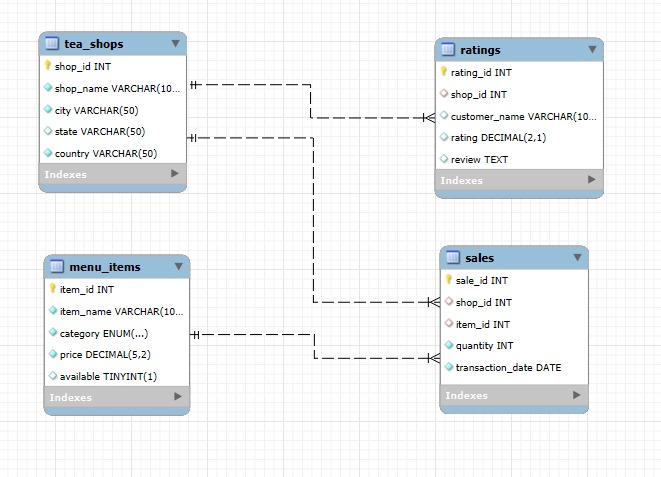 tea_shops
shop_id INT
shop_name VARCHAR(10...
city VARCHAR(50)
state VARCHAR(50)
country VARCHAR(50)
Indexes
ratings
rating_id INT
shop_id INT
customer_name VARCHAR(10...
rating DECIMAL(2,1)
review TEXT
Indexes
menu_items
item_id INT
item_name VARCHAR(10...
category ENUM(...)
price DECIMAL(5,2)
available TINYINT(1)
Indexes
sales
sale_id INT
shop_id INT
item_id INT
quantity INT
transaction_date DATE
Indexes